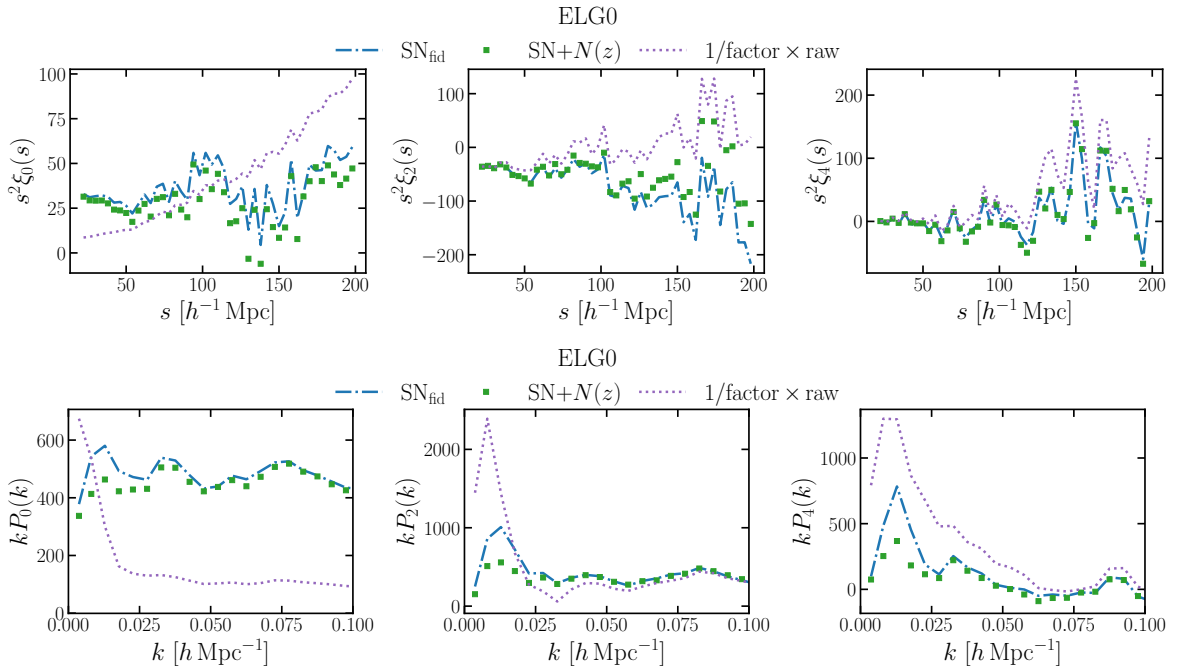 ELG0
SN_fid SN+N(z) 1/factor × raw
s²ξ₀(s)
100
75
50
25
0
50 100 150 200
s [h⁻¹ Mpc]
s²ξ₂(s)
100
0
−100
−200
50 100 150 200
s [h⁻¹ Mpc]
s²ξ₄(s)
200
100
0
50 100 150 200
s [h⁻¹ Mpc]
ELG0
SN_fid SN+N(z) 1/factor × raw
kP₀(k)
600
400
200
0
0.000 0.025 0.050 0.075 0.100
k [h Mpc⁻¹]
kP₂(k)
2000
1000
0
0.000 0.025 0.050 0.075 0.100
k [h Mpc⁻¹]
kP₄(k)
1000
500
0
0.000 0.025 0.050 0.075 0.100
k [h Mpc⁻¹]